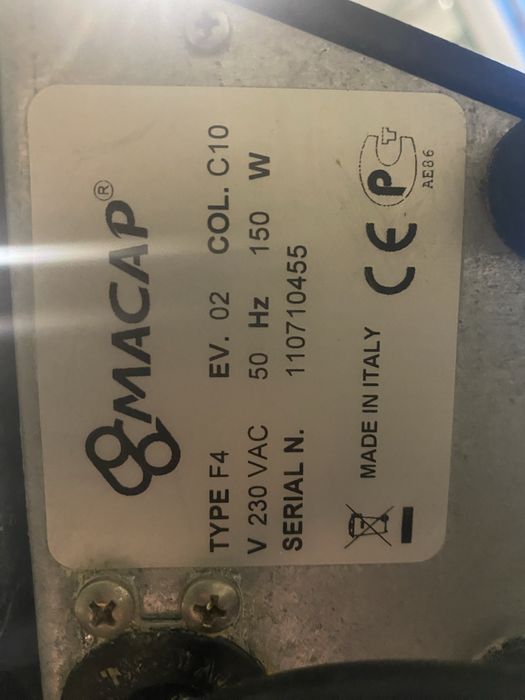 MACAP®
TYPE F4 EV. 02 COL. C10
V 230 VAC 50 Hz 150 W
SERIAL N. 110710455
MADE IN ITALY CE PCT
AE86